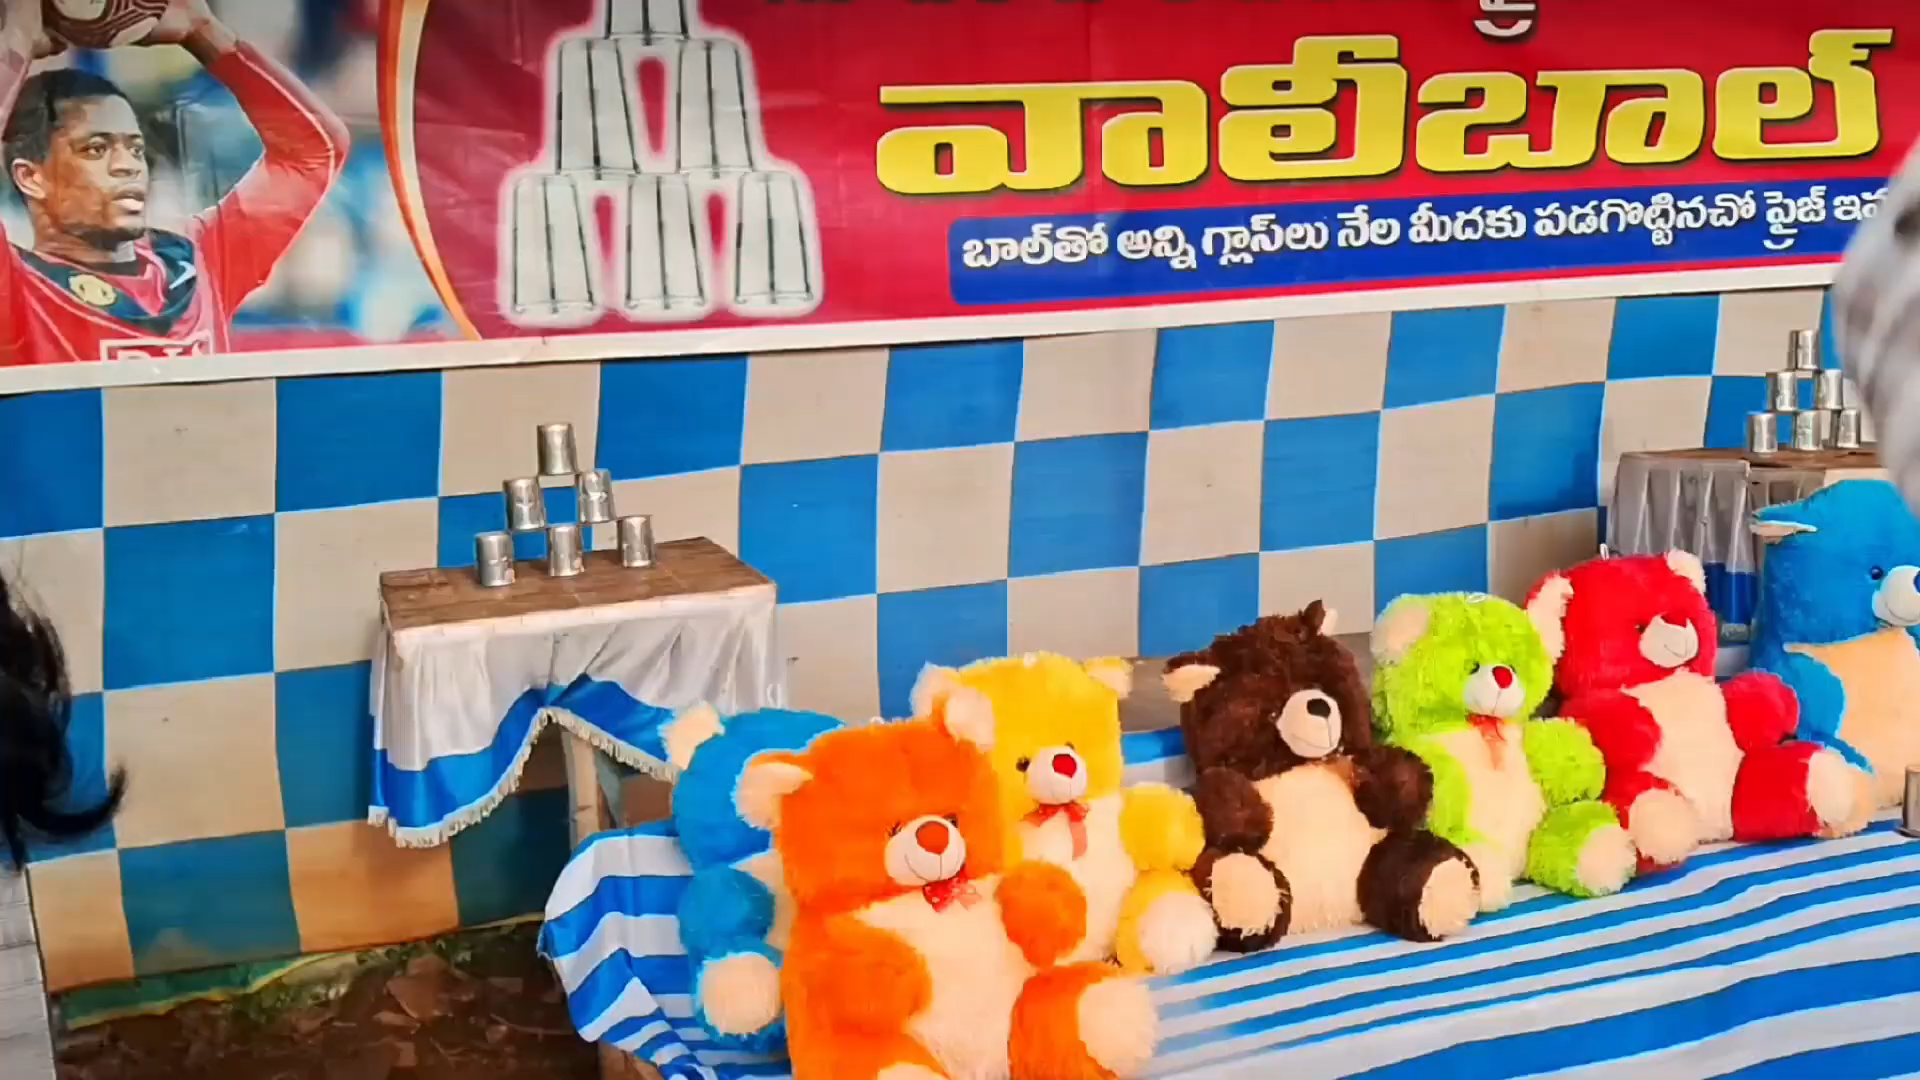 వాలీబాల్
బాల్‌తో అన్ని గ్లాస్‌లు నేల మీదకు పడగొట్టినచో ప్రైజ్